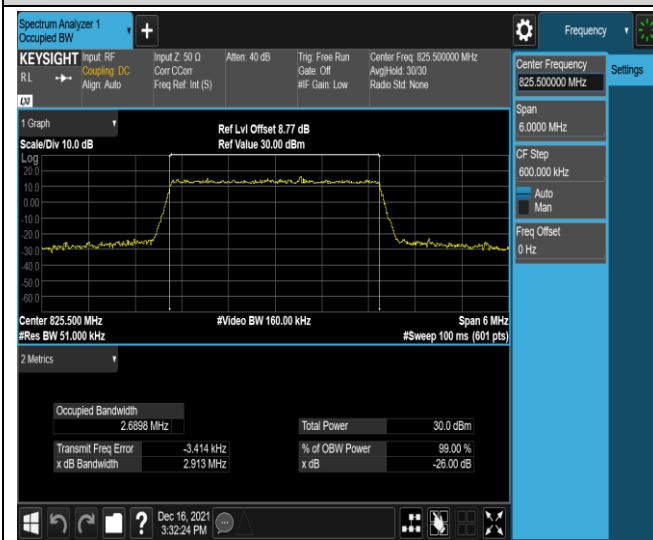 Spectrum Analyzer 1
Occupied BW
+
Frequency
KEYSIGHT
RL
LXI
Input: RF
Coupling: DC
Align: Auto
Input Z: 50 Ω
Corr CCorr
Freq Ref: Int (S)
Atten: 40 dB
Trig: Free Run
Gate: Off
#IF Gain: Low
Center Freq: 825.500000 MHz
Avg|Hold: 30/30
Radio Std: None
Center Frequency
825.500000 MHz
Settings
Span
6.0000 MHz
CF Step
600.000 kHz
Auto
Man
Freq Offset
0 Hz
1 Graph
Scale/Div 10.0 dB
Ref Lvl Offset 8.77 dB
Ref Value 30.00 dBm
Log
20.0
10.0
0.00
-10.0
-20.0
-30.0
-50.0
-60.0
Center 825.500 MHz
#Res BW 51.000 kHz
#Video BW 160.00 kHz
Span 6 MHz
#Sweep 100 ms (601 pts)
2 Metrics
Occupied Bandwidth
2.6898 MHz
Total Power 30.0 dBm
Transmit Freq Error -3.414 kHz
% of OBW Power 99.00 %
x dB Bandwidth 2.913 MHz
x dB -26.00 dB
?
Dec 16, 2021
3:32:24 PM